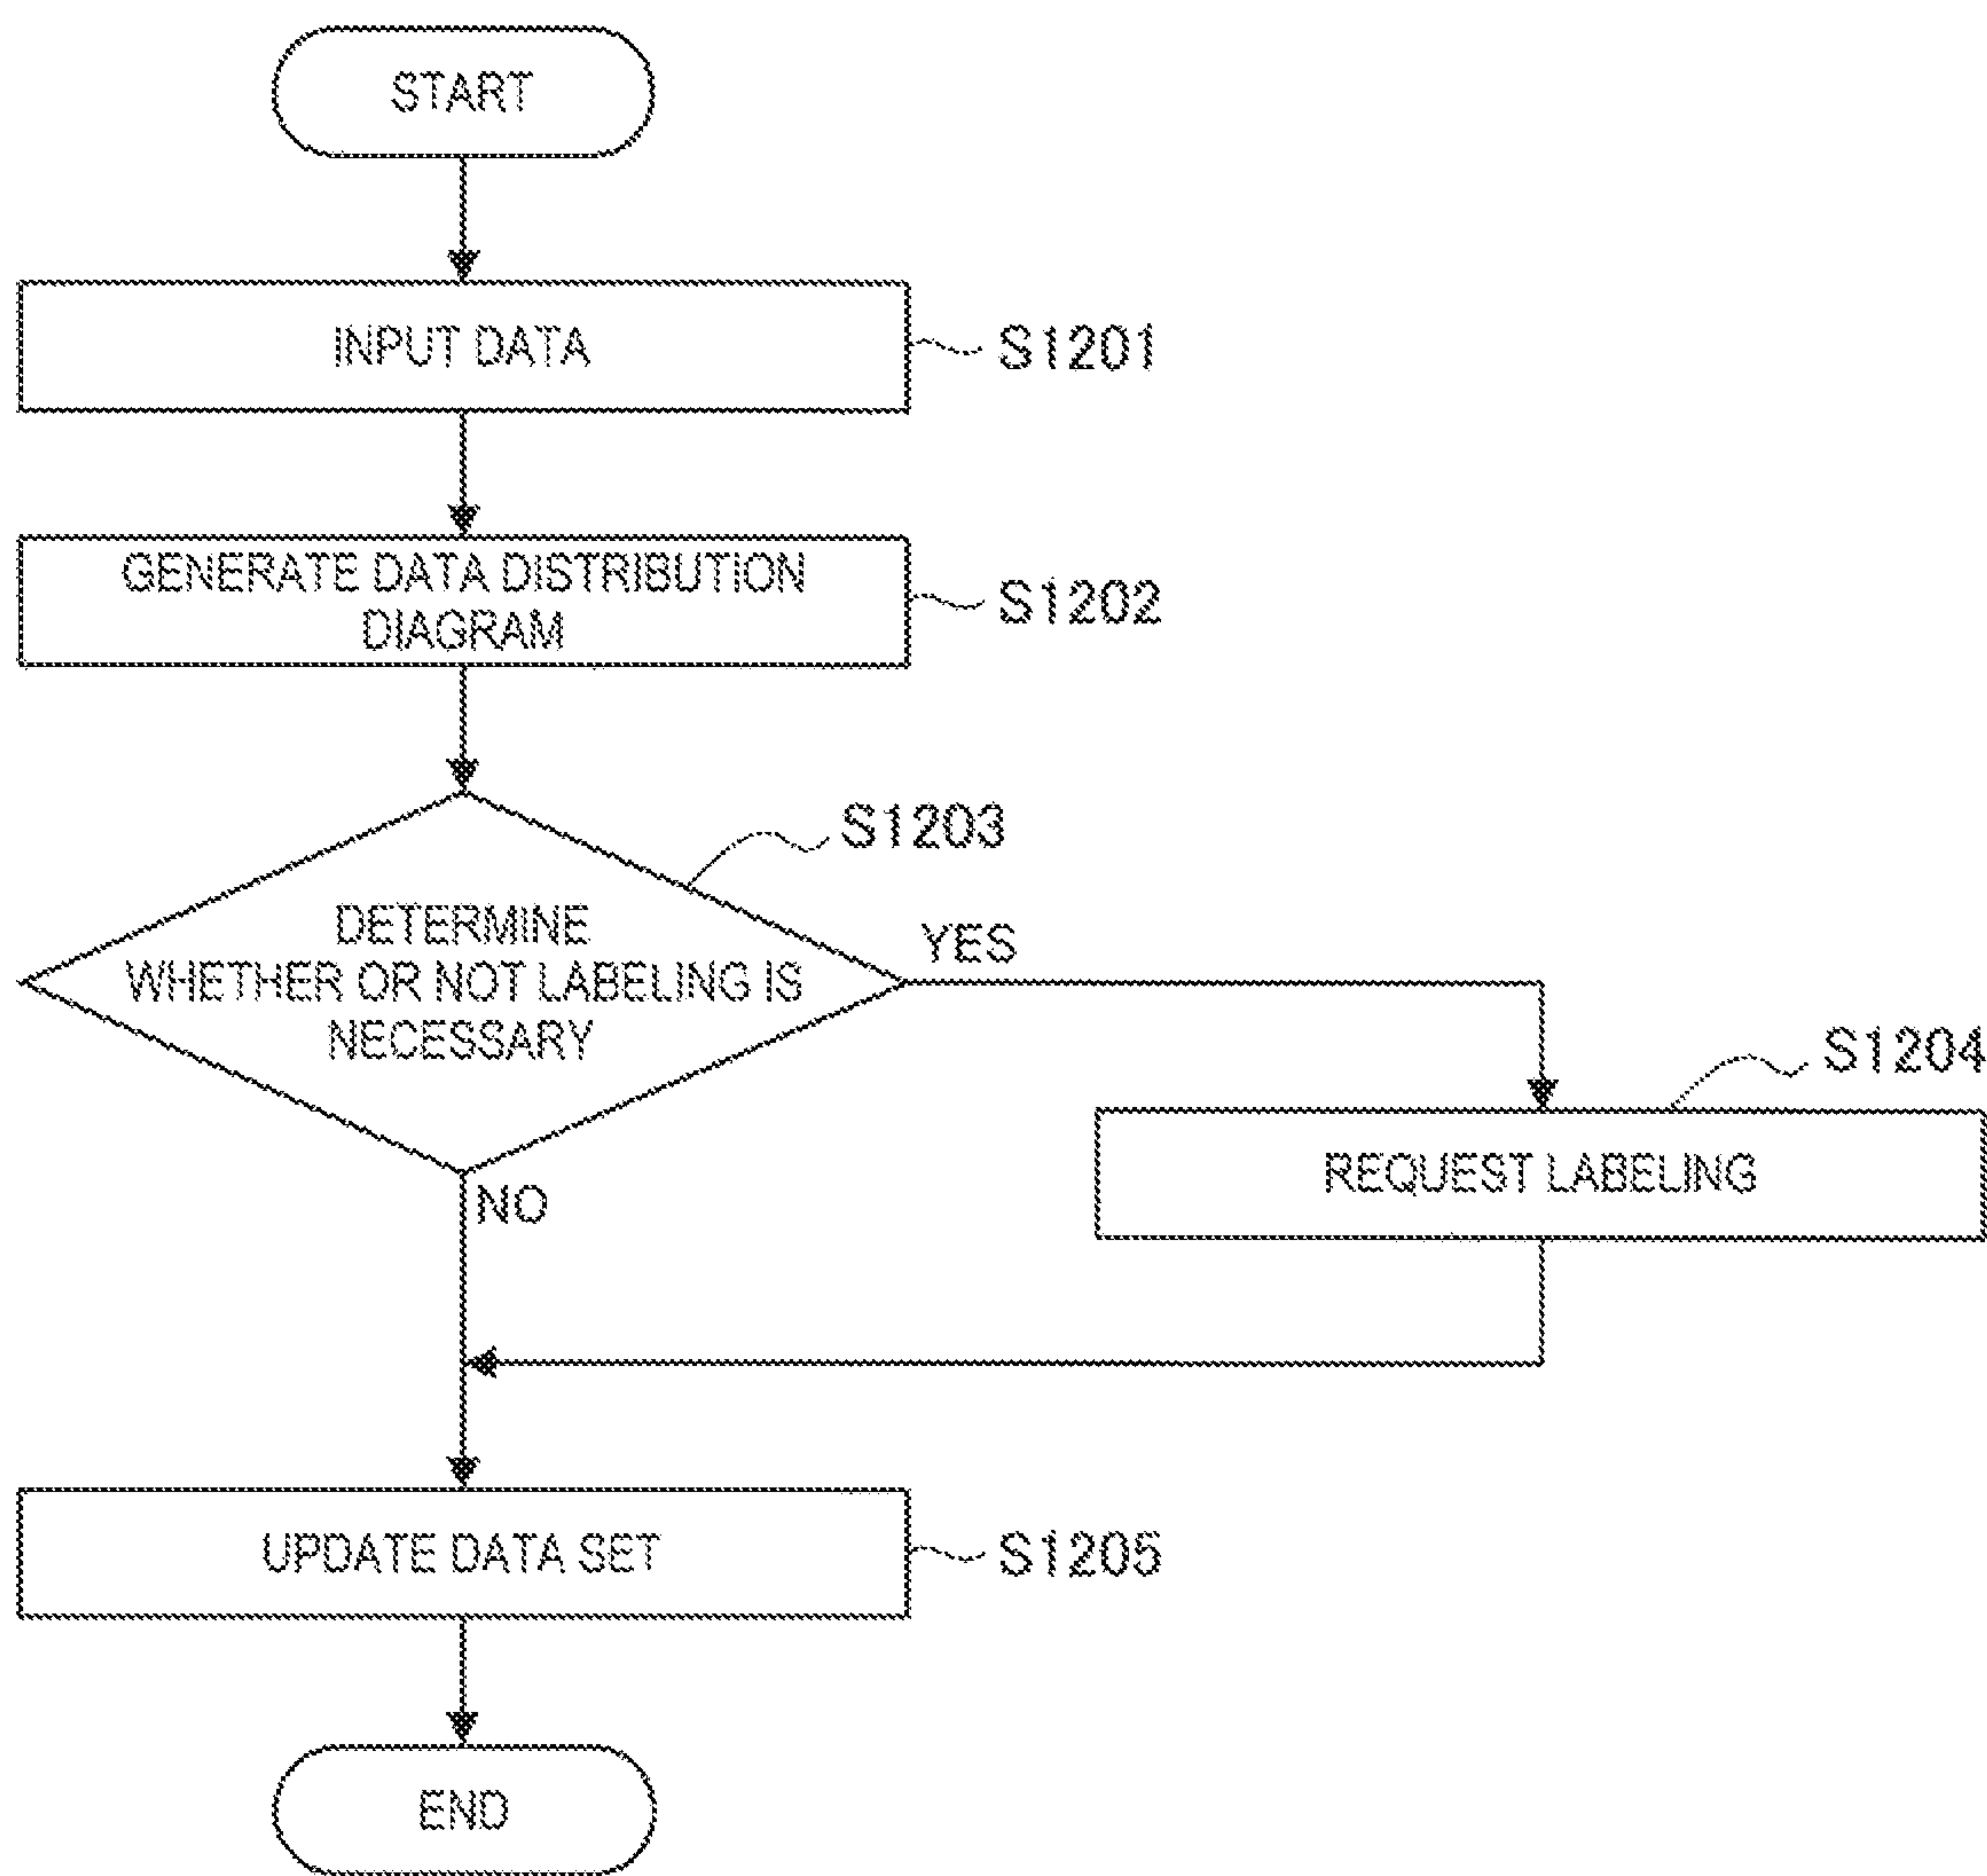 START
INPUT DATA
S1201
GENERATE DATA DISTRIBUTION
DIAGRAM
S1202
S1203
DETERMINE
WHETHER OR NOT LABELING IS
NECESSARY
YES
S1204
REQUEST LABELING
NO
UPDATE DATA SET
S1205
END